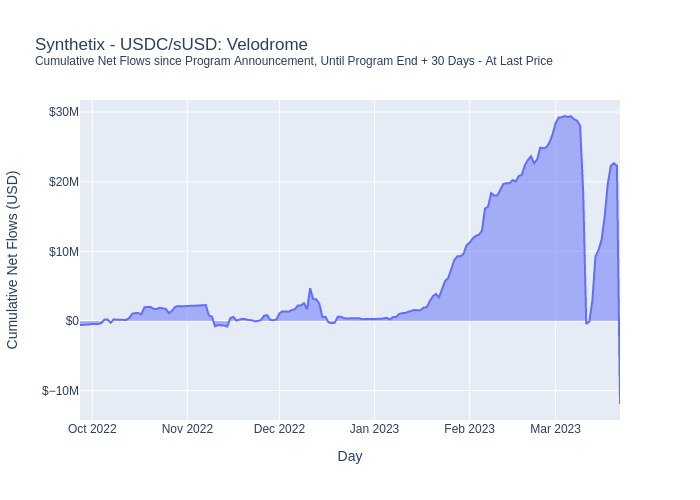 Synthetix - USDC/sUSD: Velodrome
Cumulative Net Flows since Program Announcement, Until Program End + 30 Days - At Last Price
Cumulative Net Flows (USD)
$30M
$20M
$10M
$0
$−10M
Oct 2022
Nov 2022
Dec 2022
Jan 2023
Feb 2023
Mar 2023
Day